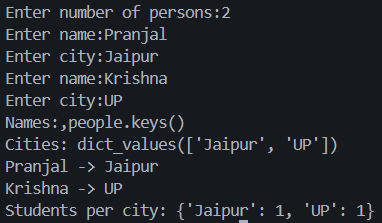 Enter number of persons:2
Enter name:Pranjal
Enter city:Jaipur
Enter name:Krishna
Enter city:UP
Names:,people.keys()
Cities: dict_values(['Jaipur', 'UP'])
Pranjal -> Jaipur
Krishna -> UP
Students per city: {'Jaipur': 1, 'UP': 1}